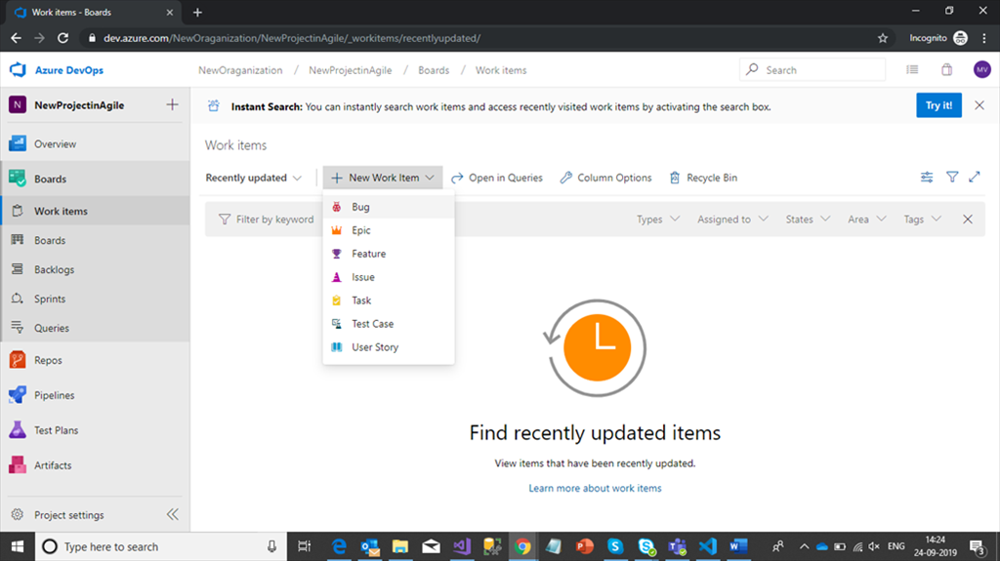 Work items - Boards
dev.azure.com/NewOraganization/NewProjectinAgile/_workitems/recentlyupdated/
Incognito
Azure DevOps
NewOraganization / NewProjectinAgile / Boards / Work items
Search
MV
N NewProjectinAgile
Instant Search: You can instantly search work items and access recently visited work items by activating the search box.
Try it!
Overview
Boards
Work items
Boards
Backlogs
Sprints
Queries
Repos
Pipelines
Test Plans
Artifacts
Project settings
Work items
Recently updated
New Work Item
Open in Queries
Column Options
Recycle Bin
Filter by keyword
Types
Assigned to
States
Area
Tags
Bug
Epic
Feature
Issue
Task
Test Case
User Story
Find recently updated items
View items that have been recently updated.
Learn more about work items
Type here to search
ENG
14:24
24-09-2019
3